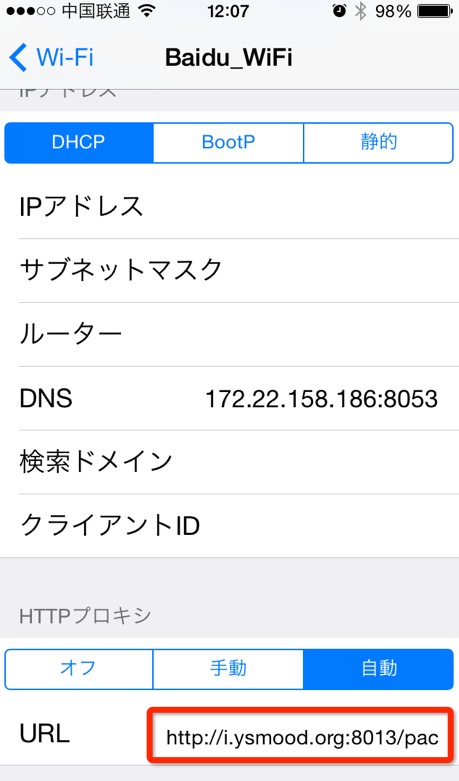 中国联通 12:07 98%
Wi-Fi Baidu_WiFi
IPアドレス
DHCP BootP 静的
IPアドレス
サブネットマスク
ルーター
DNS 172.22.158.186:8053
検索ドメイン
クライアントID
HTTPプロキシ
オフ 手動 自動
URL http://i.ysmood.org:8013/pac